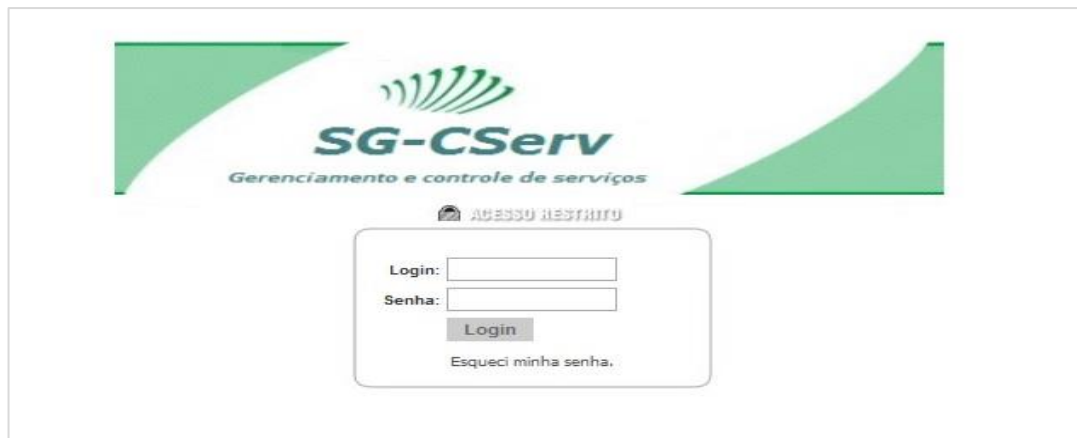 SG-CServ
Gerenciamento e controle de serviços
ACESSO RESTRITO
Login:
Senha:
Login
Esqueci minha senha.